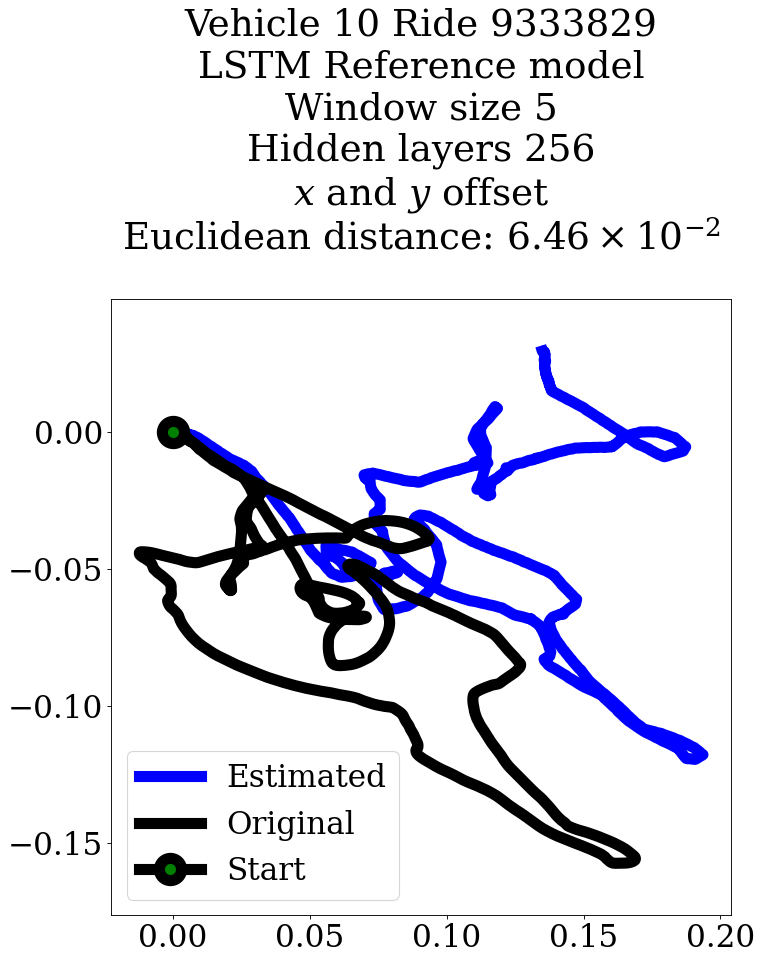 Vehicle 10 Ride 9333829
LSTM Reference model
Window size 5
Hidden layers 256
x and y offset
Euclidean distance: 6.46 × 10⁻²
0.00
−0.05
−0.10
−0.15
Estimated
Original
Start
0.00 0.05 0.10 0.15 0.20